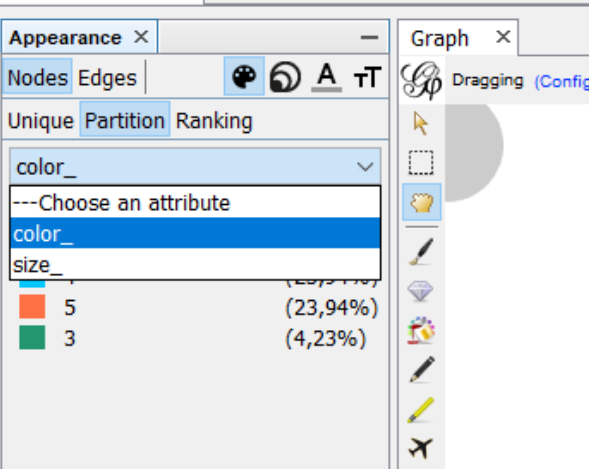 Appearance
Graph
Nodes Edges
A
TT
Dragging (Config
Unique Partition Ranking
color_
---Choose an attribute
color_
size_
5 (23,94%)
3 (4,23%)